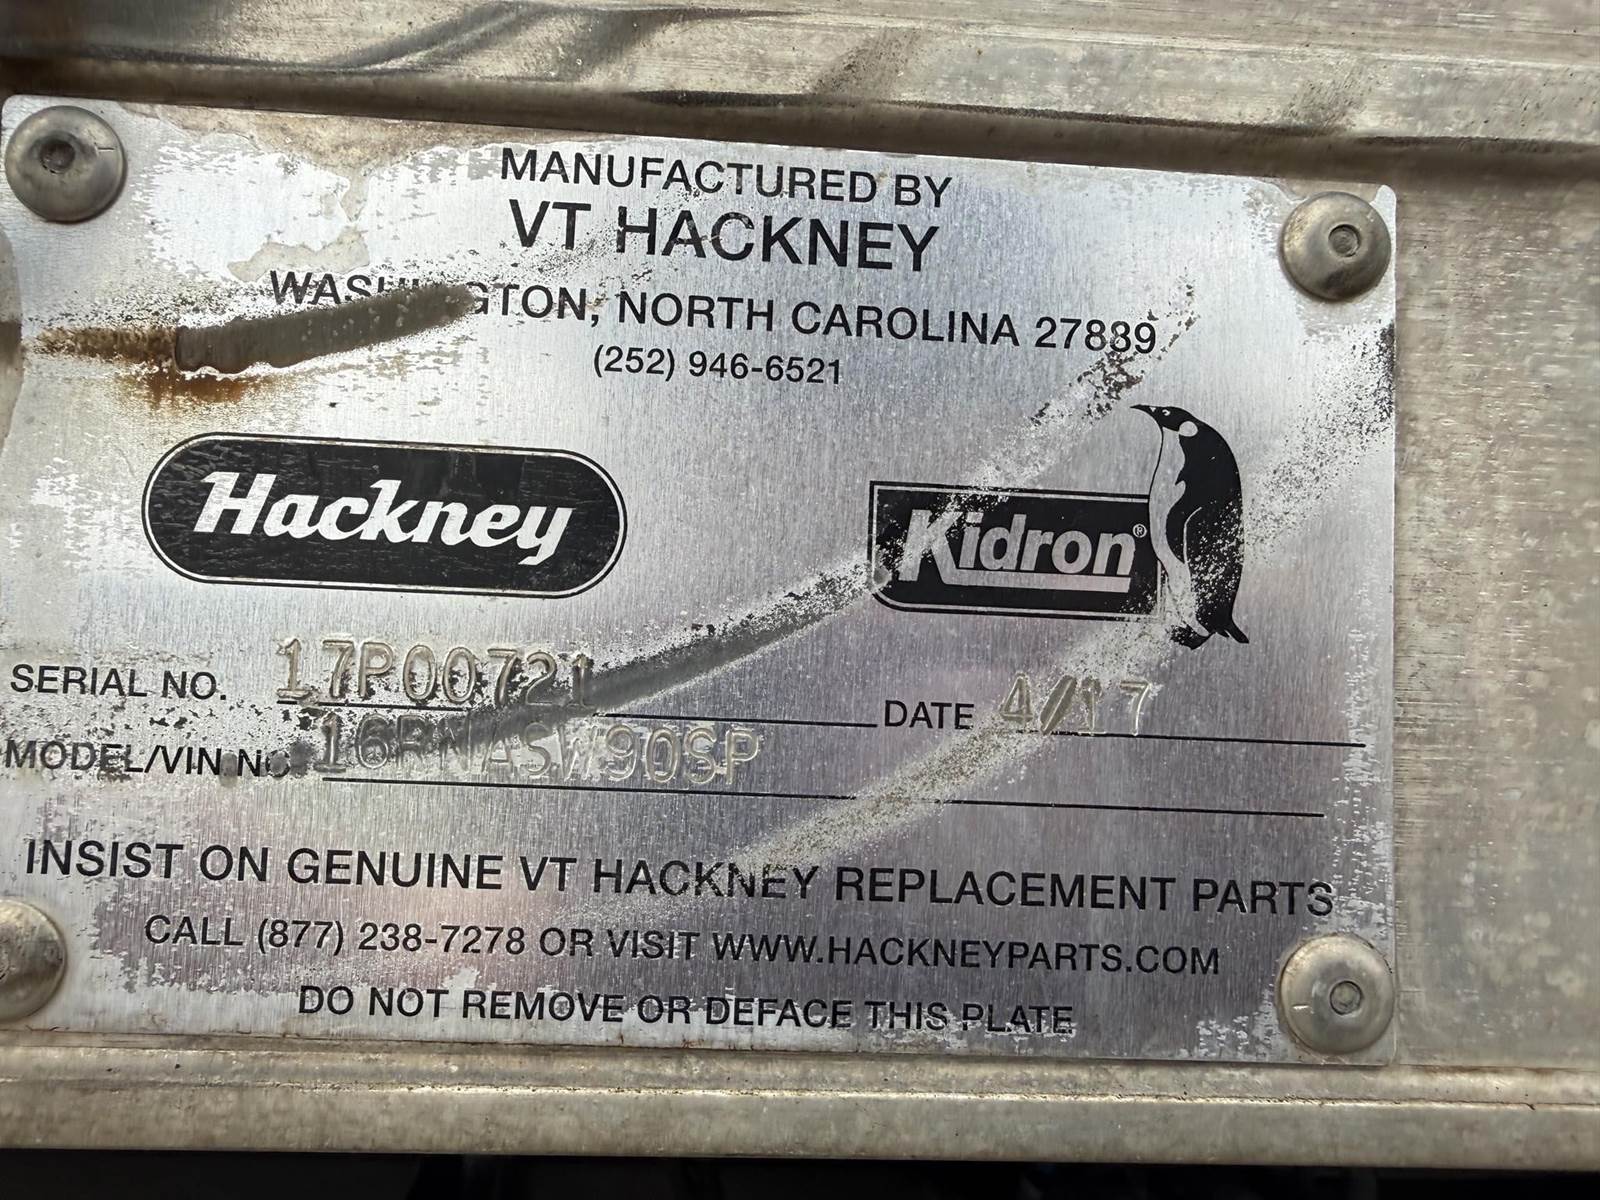 MANUFACTURED BY
VT HACKNEY
WASHINGTON, NORTH CAROLINA 27889
(252) 946-6521
Hackney
Kidron®
SERIAL NO. 17P00721 DATE 4/17
MODEL/VIN NO. 16RNASW90SP
INSIST ON GENUINE VT HACKNEY REPLACEMENT PARTS
CALL (877) 238-7278 OR VISIT WWW.HACKNEYPARTS.COM
DO NOT REMOVE OR DEFACE THIS PLATE